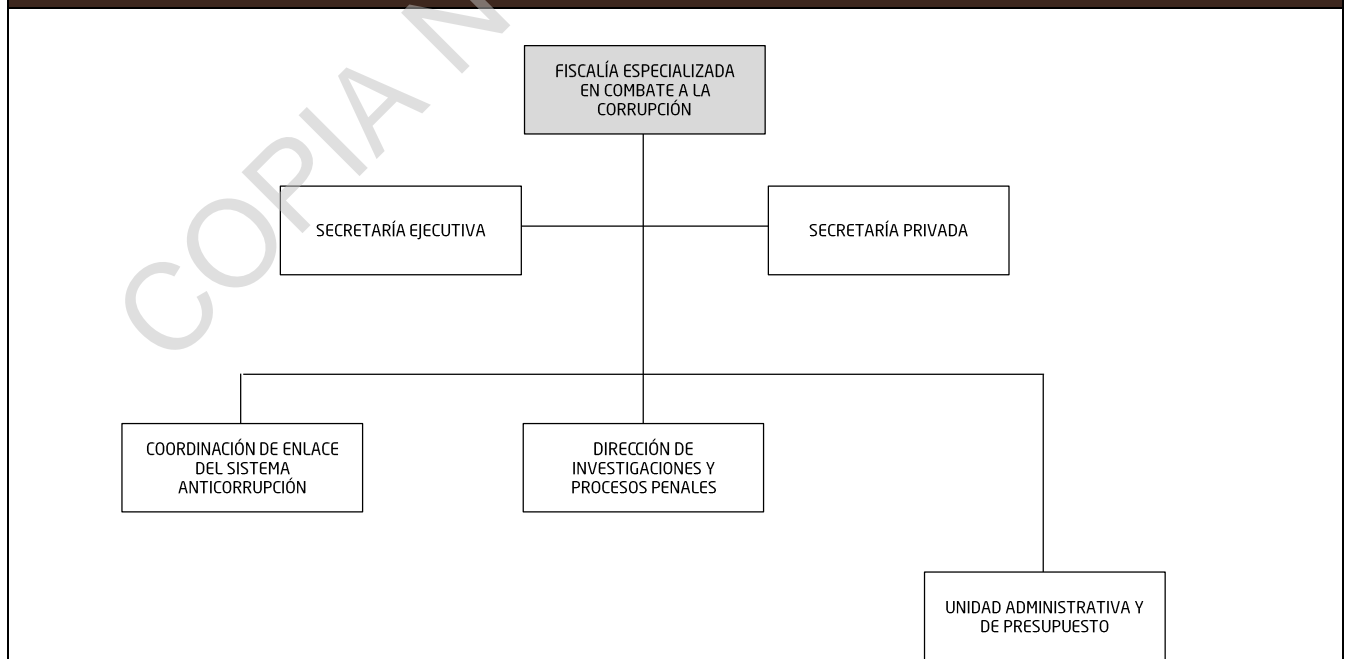 FISCALÍA ESPECIALIZADA
EN COMBATE A LA
CORRUPCIÓN
SECRETARÍA EJECUTIVA
SECRETARÍA PRIVADA
COORDINACIÓN DE ENLACE
DEL SISTEMA
ANTICORRUPCIÓN
DIRECCIÓN DE
INVESTIGACIONES Y
PROCESOS PENALES
UNIDAD ADMINISTRATIVA Y
DE PRESUPUESTO
COPIA N